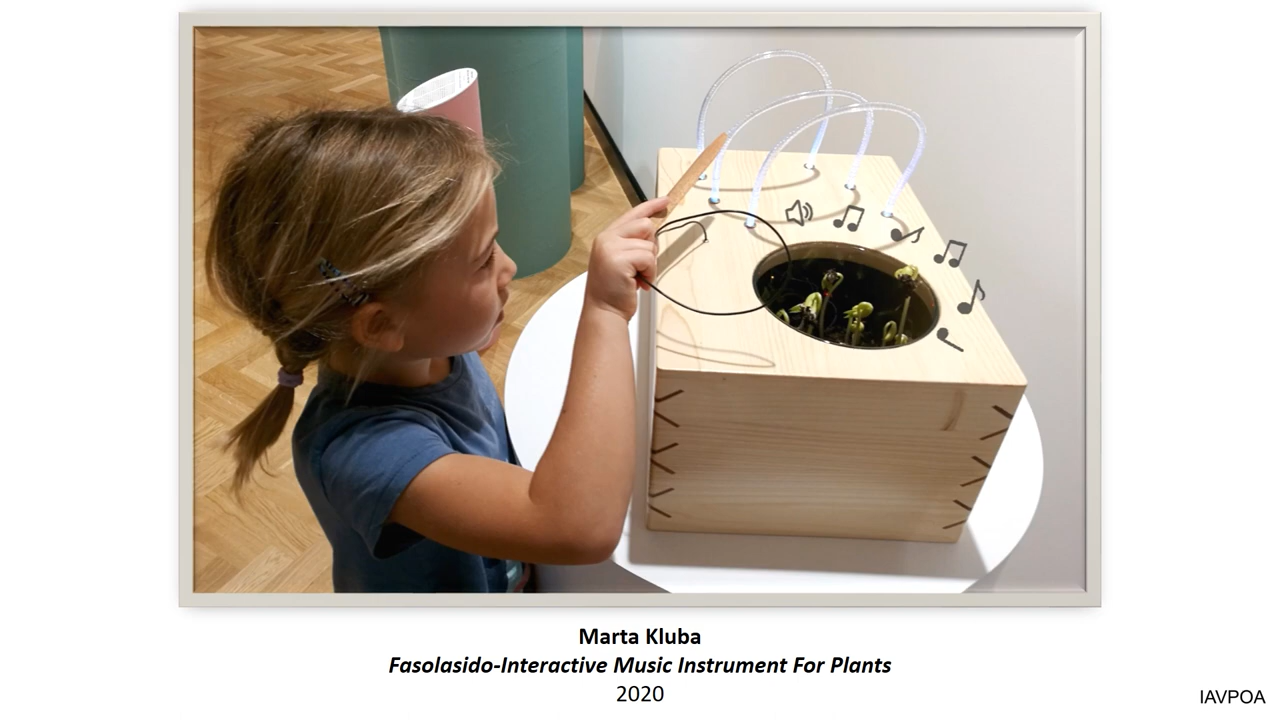 Marta Kluba
Fasolasido-Interactive Music Instrument For Plants
2020
IAVPOA